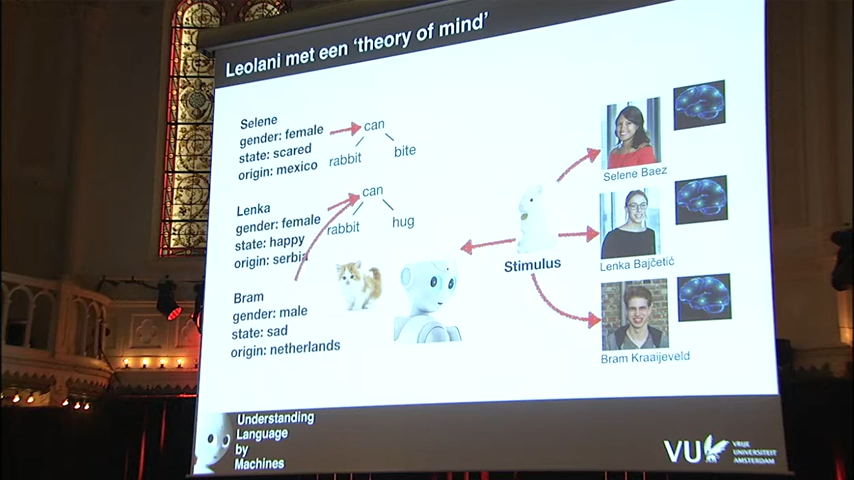 Leolani met een ‘theory of mind’
Selene
gender: female
state: scared
origin: mexico
can
rabbit
bite
Lenka
gender: female
state: happy
origin: serbia
can
rabbit
hug
Bram
gender: male
state: sad
origin: netherlands
Stimulus
Selene Baez
Lenka Bajčetić
Bram Kraaijeveld
Understanding
Language
by
Machines
VU
VRIJE
UNIVERSITEIT
AMSTERDAM